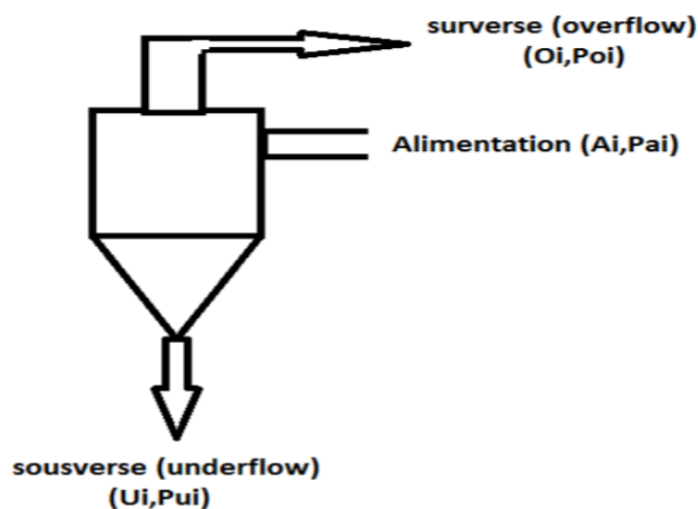 surverse (overflow)
(Oi,Poi)
Alimentation (Ai,Pai)
sousverse (underflow)
(Ui,Pui)